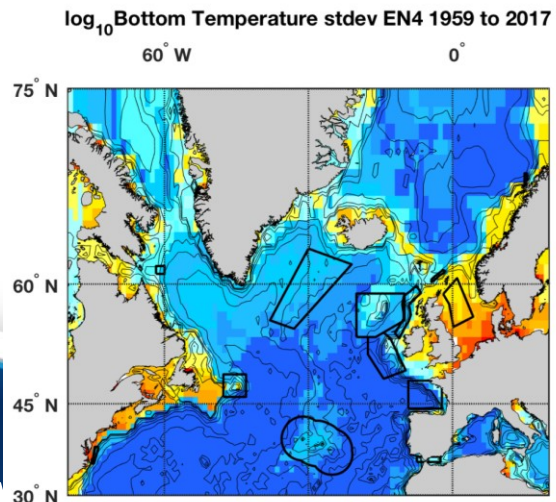 log₁₀Bottom Temperature stdev EN4 1959 to 2017
60° W 0°
75° N
60° N
45° N
30° N